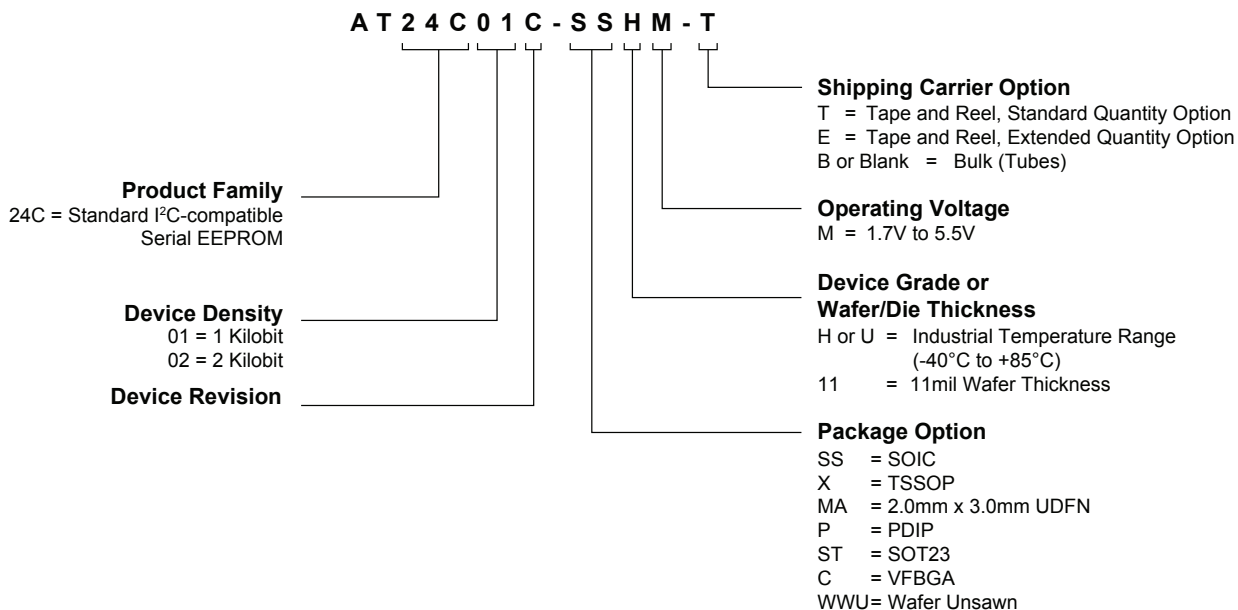 AT24C01C-SSHM-T
Shipping Carrier Option
T = Tape and Reel, Standard Quantity Option
E = Tape and Reel, Extended Quantity Option
B or Blank = Bulk (Tubes)
Product Family
24C = Standard I²C-compatible
Serial EEPROM
Operating Voltage
M = 1.7V to 5.5V
Device Density
01 = 1 Kilobit
02 = 2 Kilobit
Device Revision
Device Grade or
Wafer/Die Thickness
H or U = Industrial Temperature Range
(-40°C to +85°C)
11 = 11mil Wafer Thickness
Package Option
SS = SOIC
X = TSSOP
MA = 2.0mm x 3.0mm UDFN
P = PDIP
ST = SOT23
C = VFBGA
WWU= Wafer Unsawn